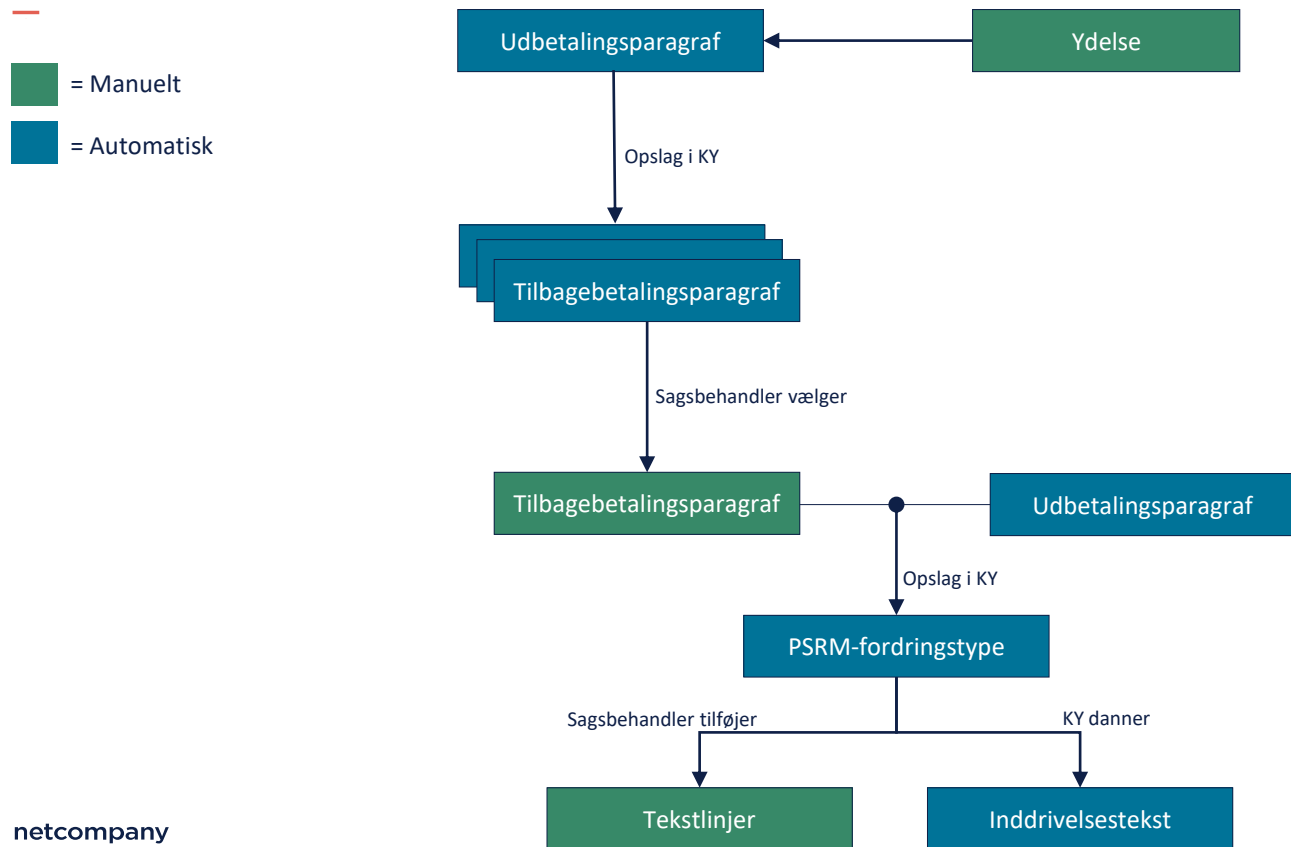 Udbetalingsparagraf
Ydelse
= Manuelt
= Automatisk
Opslag i KY
Tilbagebetalingsparagraf
Sagsbehandler vælger
Tilbagebetalingsparagraf
Udbetalingsparagraf
Opslag i KY
PSRM-fordringstype
Sagsbehandler tilføjer
KY danner
Tekstlinjer
Inddrivelsestekst
netcompany